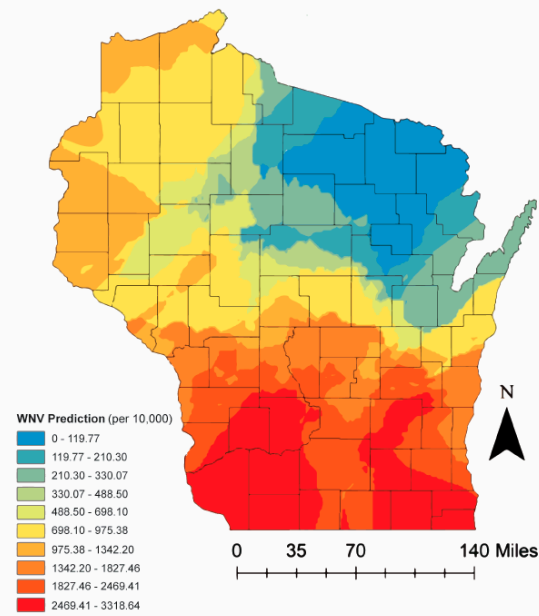 N
WNV Prediction (per 10,000)
0 - 119.77
119.77 - 210.30
210.30 - 330.07
330.07 - 488.50
488.50 - 698.10
698.10 - 975.38
975.38 - 1342.20
1342.20 - 1827.46
1827.46 - 2469.41
2469.41 - 3318.64
0 35 70 140 Miles